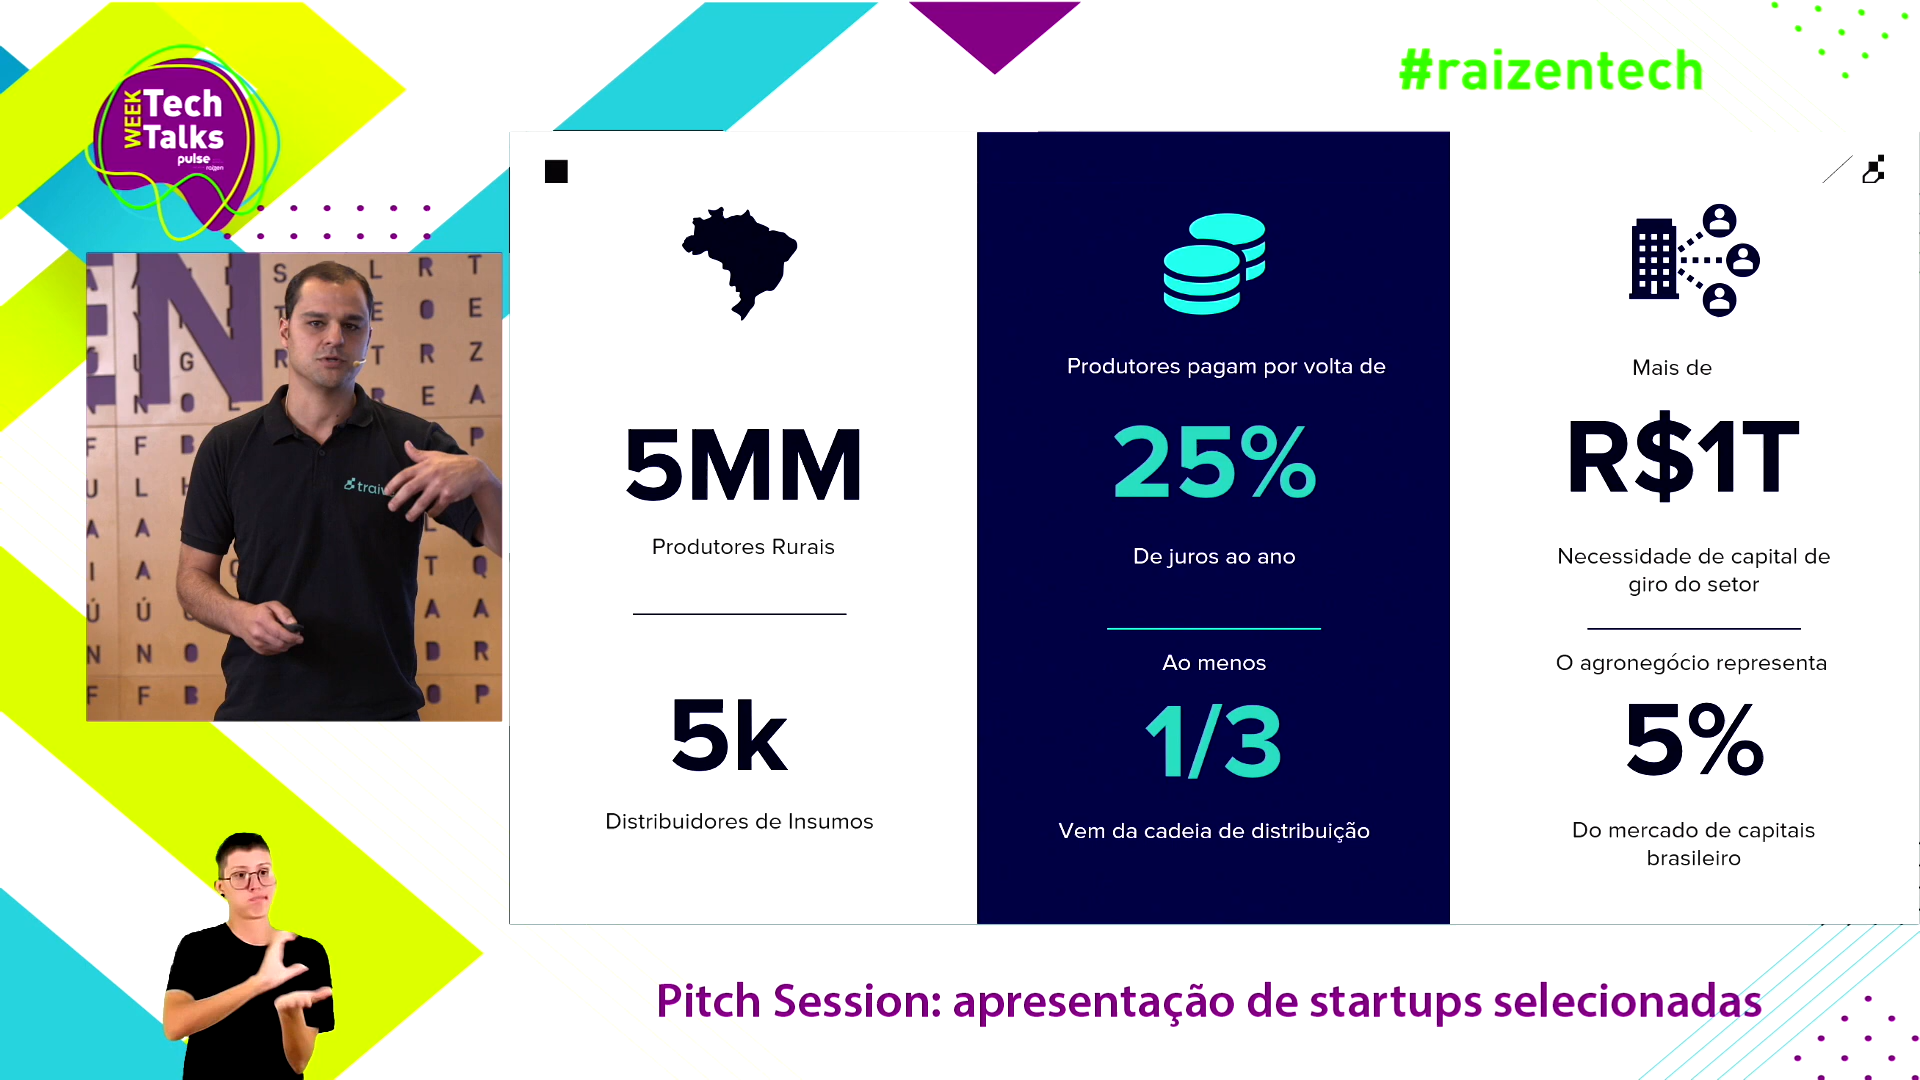 WEEK
Tech
Talks
pulse
raízen
#raizentech
5MM
Produtores Rurais
5k
Distribuidores de Insumos
Produtores pagam por volta de
25%
De juros ao ano
Ao menos
1/3
Vem da cadeia de distribuição
Mais de
R$1T
Necessidade de capital de
giro do setor
O agronegócio representa
5%
Do mercado de capitais
brasileiro
Pitch Session: apresentação de startups selecionadas